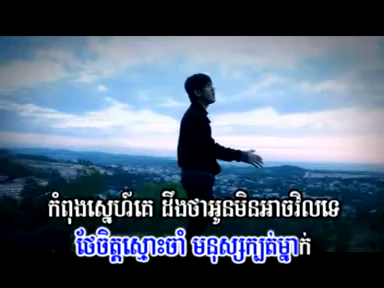 កំពុងស្នេហ៍គេ ដឹងថាអូនមិនអាចវិលទេ
ថែចិត្តស្មោះចាំ មនុស្សក្បត់ម្នាក់